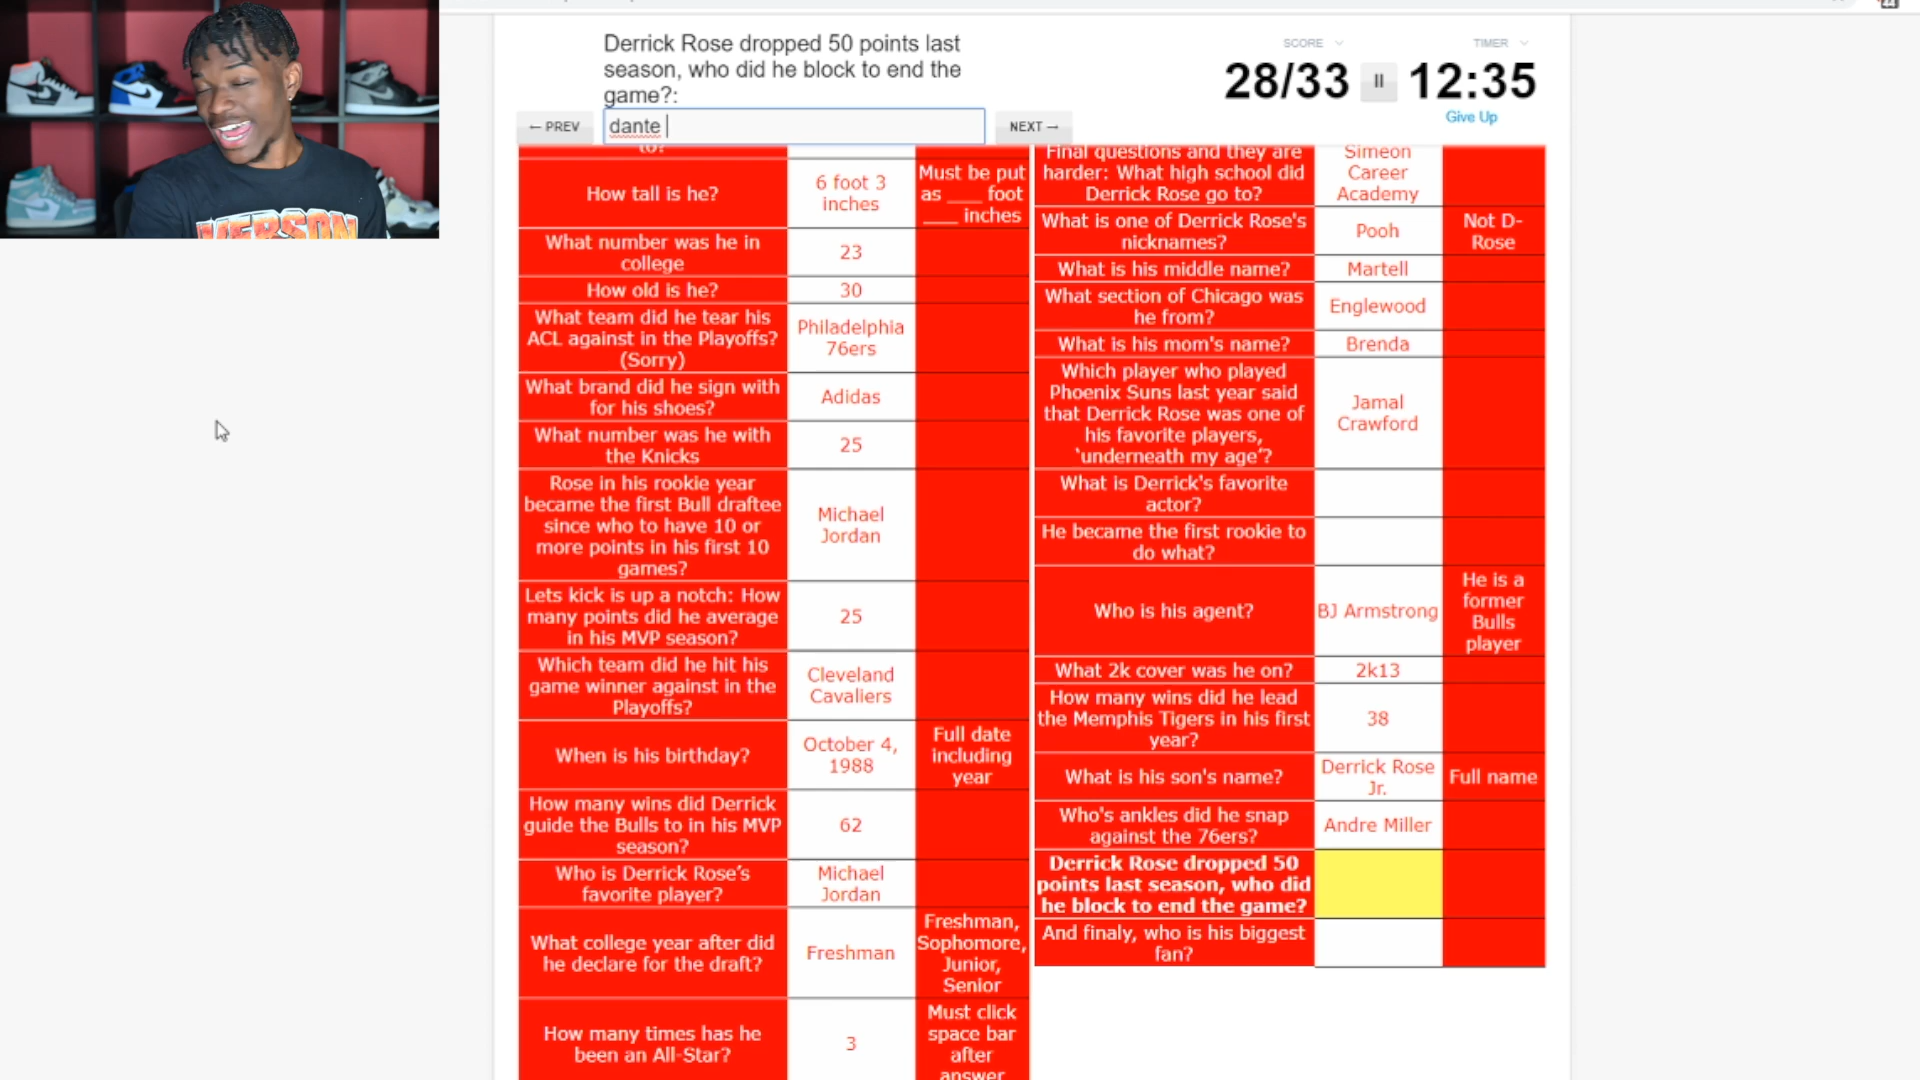 Derrick Rose dropped 50 points last
season, who did he block to end the
game?:
← PREV
dante
NEXT →
SCORE
28/33
TIMER
12:35
Give Up
to?
How tall is he?
6 foot 3
inches
Must be put
as ___ foot
___ inches
What number was he in
college
23
How old is he?
30
What team did he tear his
ACL against in the Playoffs?
(Sorry)
Philadelphia
76ers
What brand did he sign with
for his shoes?
Adidas
What number was he with
the Knicks
25
Rose in his rookie year
became the first Bull draftee
since who to have 10 or
more points in his first 10
games?
Michael
Jordan
Lets kick is up a notch: How
many points did he average
in his MVP season?
25
Which team did he hit his
game winner against in the
Playoffs?
Cleveland
Cavaliers
When is his birthday?
October 4,
1988
Full date
including
year
How many wins did Derrick
guide the Bulls to in his MVP
season?
62
Who is Derrick Rose's
favorite player?
Michael
Jordan
What college year after did
he declare for the draft?
Freshman
Freshman,
Sophomore,
Junior,
Senior
How many times has he
been an All-Star?
3
Must click
space bar
after
answer
Final questions and they are
harder: What high school did
Derrick Rose go to?
Simeon
Career
Academy
What is one of Derrick Rose's
nicknames?
Pooh
Not D-
Rose
What is his middle name?
Martell
What section of Chicago was
he from?
Englewood
What is his mom's name?
Brenda
Which player who played
Phoenix Suns last year said
that Derrick Rose was one of
his favorite players,
'underneath my age'?
Jamal
Crawford
What is Derrick's favorite
actor?
He became the first rookie to
do what?
Who is his agent?
BJ Armstrong
He is a
former
Bulls
player
What 2k cover was he on?
2k13
How many wins did he lead
the Memphis Tigers in his first
year?
38
What is his son's name?
Derrick Rose
Jr.
Full name
Who's ankles did he snap
against the 76ers?
Andre Miller
Derrick Rose dropped 50
points last season, who did
he block to end the game?
And finaly, who is his biggest
fan?